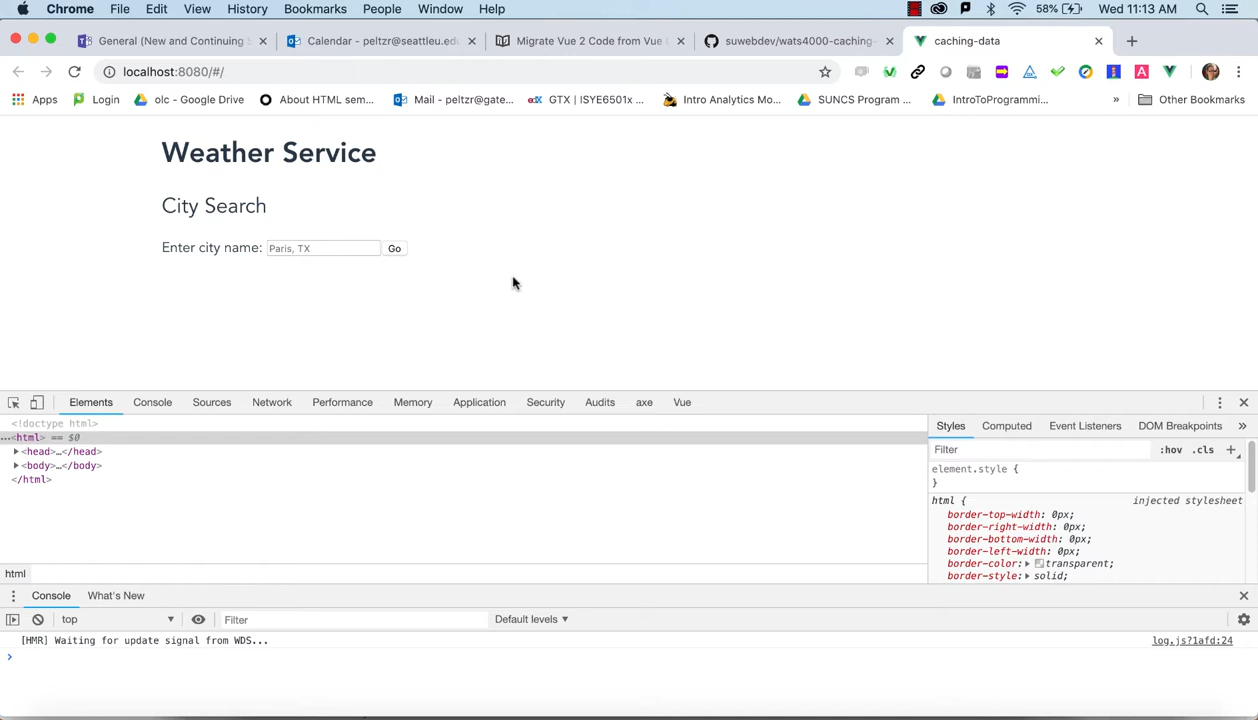 Chrome File Edit View History Bookmarks People Window Help 58% Wed 11:13 AM
General (New and Continuing S Calendar - peltzr@seattleu.ed Migrate Vue 2 Code from Vue C suwebdev/wats4000-caching- caching-data
localhost:8080/#/
Apps Login olc - Google Drive About HTML sem... Mail - peltzr@gate... GTX | ISYE6501x ... Intro Analytics Mo... SUNCS Program ... IntroToProgrammi... » Other Bookmarks
Weather Service
City Search
Enter city name: Paris, TX Go
Elements Console Sources Network Performance Memory Application Security Audits axe Vue
<!doctype html>
...<html> == $0
<head>…</head>
<body>…</body>
</html>
Styles Computed Event Listeners DOM Breakpoints »
Filter :hov .cls +
element.style {
}
html { injected stylesheet
border-top-width: 0px;
border-right-width: 0px;
border-bottom-width: 0px;
border-left-width: 0px;
border-color: transparent;
border-style: solid;
html
Console What's New
top Filter Default levels
[HMR] Waiting for update signal from WDS... log.js?1afd:24
>